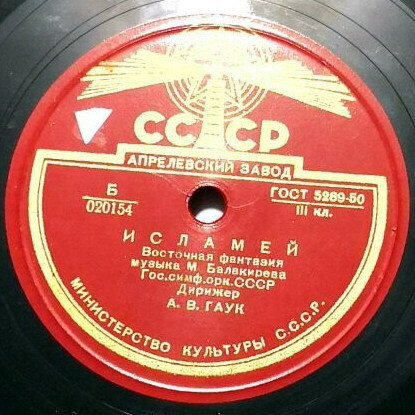 СССР
АПРЕЛЕВСКИЙ ЗАВОД
Б
020154
ГОСТ 5289-50
III кл.
ИСЛАМЕЙ
Восточная фантазия
музыка М. Балакирева
Гос.симф.орк.СССР
Дирижер
А. В. ГАУК
МИНИСТЕРСТВО КУЛЬТУРЫ С.С.С.Р.